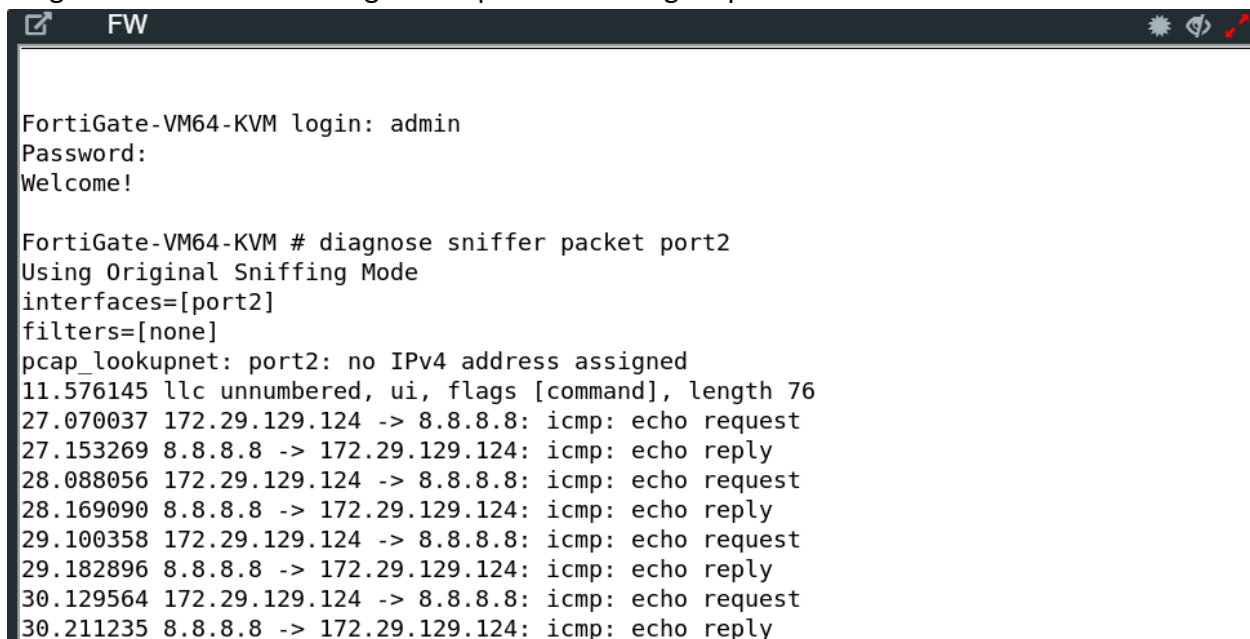 FW
FortiGate-VM64-KVM login: admin
Password:
Welcome!
FortiGate-VM64-KVM # diagnose sniffer packet port2
Using Original Sniffing Mode
interfaces=[port2]
filters=[none]
pcap_lookupnet: port2: no IPv4 address assigned
11.576145 llc unnumbered, ui, flags [command], length 76
27.070037 172.29.129.124 -> 8.8.8.8: icmp: echo request
27.153269 8.8.8.8 -> 172.29.129.124: icmp: echo reply
28.088056 172.29.129.124 -> 8.8.8.8: icmp: echo request
28.169090 8.8.8.8 -> 172.29.129.124: icmp: echo reply
29.100358 172.29.129.124 -> 8.8.8.8: icmp: echo request
29.182896 8.8.8.8 -> 172.29.129.124: icmp: echo reply
30.129564 172.29.129.124 -> 8.8.8.8: icmp: echo request
30.211235 8.8.8.8 -> 172.29.129.124: icmp: echo reply